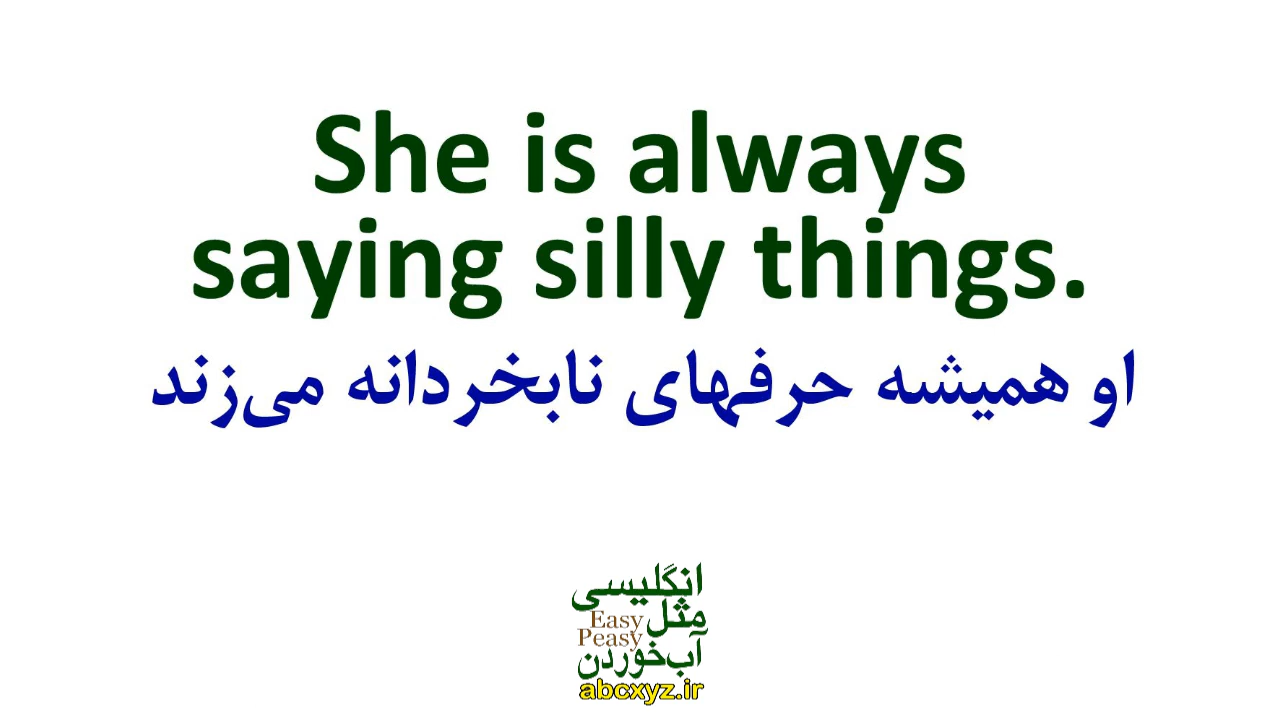 She is always
saying silly things.
او همیشه حرفهای نابخردانه می‌زند
انگلیسی
مثل
Easy
Peasy
آب‌خوردن
abcxyz.ir